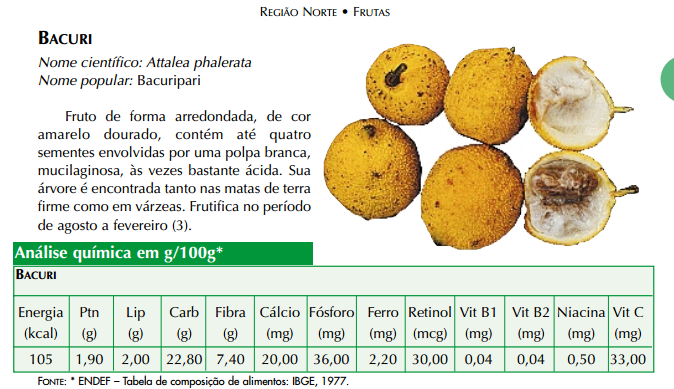 REGIÃO NORTE • FRUTAS
BACURI
Nome científico: Attalea phalerata
Nome popular: Bacuripari
Fruto de forma arredondada, de cor
amarelo dourado, contém até quatro
sementes envolvidas por uma polpa branca,
mucilaginosa, às vezes bastante ácida. Sua
árvore é encontrada tanto nas matas de terra
firme como em várzeas. Frutifica no período
de agosto a fevereiro (3).
Análise química em g/100g*
BACURI
Energia Ptn Lip Carb Fibra Cálcio Fósforo Ferro Retinol Vit B1 Vit B2 Niacina Vit C
(kcal) (g) (g) (g) (g) (mg) (mg) (mg) (mcg) (mg) (mg) (mg) (mg)
105 1,90 2,00 22,80 7,40 20,00 36,00 2,20 30,00 0,04 0,04 0,50 33,00
FONTE: * ENDEF – Tabela de composição de alimentos: IBGE, 1977.